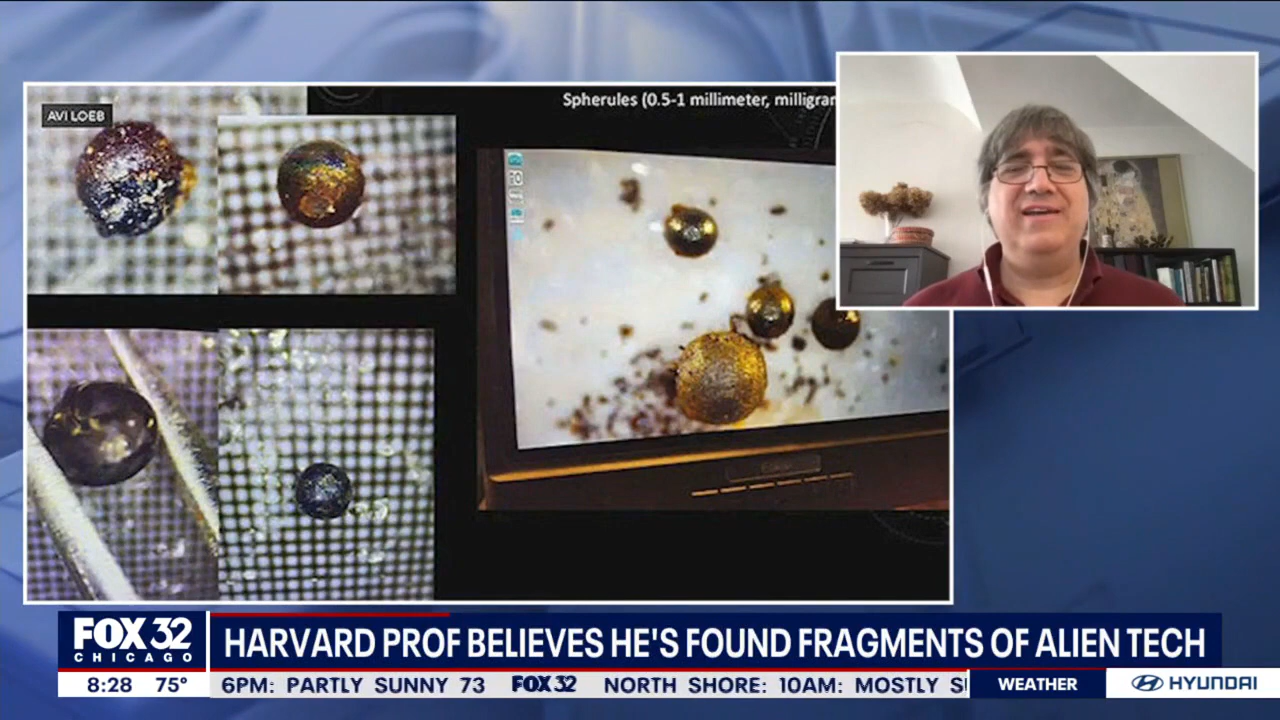 AVI LOEB
Spherules (0.5-1 millimeter, milligram
FOX 32
CHICAGO
HARVARD PROF BELIEVES HE'S FOUND FRAGMENTS OF ALIEN TECH
8:28 75° 6PM: PARTLY SUNNY 73 FOX 32 NORTH SHORE: 10AM: MOSTLY S
WEATHER
HYUNDAI